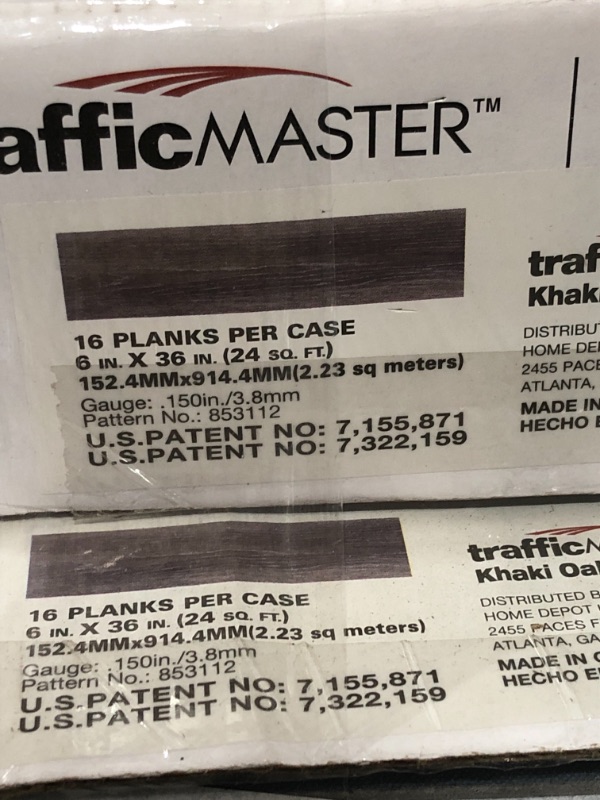 afficMASTER™
16 PLANKS PER CASE
6 IN. X 36 IN. (24 SQ. FT.)
152.4MMx914.4MM(2.23 sq meters)
Gauge: .150in./3.8mm
Pattern No.: 853112
U.S.PATENT NO: 7,155,871
U.S.PATENT NO: 7,322,159
traf
Khak
DISTRIBU
HOME DE
2455 PACE
ATLANTA,
MADE IN
HECHO
16 PLANKS PER CASE
6 IN. X 36 IN. (24 SQ. FT.)
152.4MMx914.4MM(2.23 sq meters)
Gauge: .150in./3.8mm
Pattern No.: 853112
U.S.PATENT NO: 7,155,871
U.S.PATENT NO: 7,322,159
traffic
Khaki Oa
DISTRIBUTED B
HOME DEPOT
2455 PACES F
ATLANTA, GA
MADE IN
HECHO E